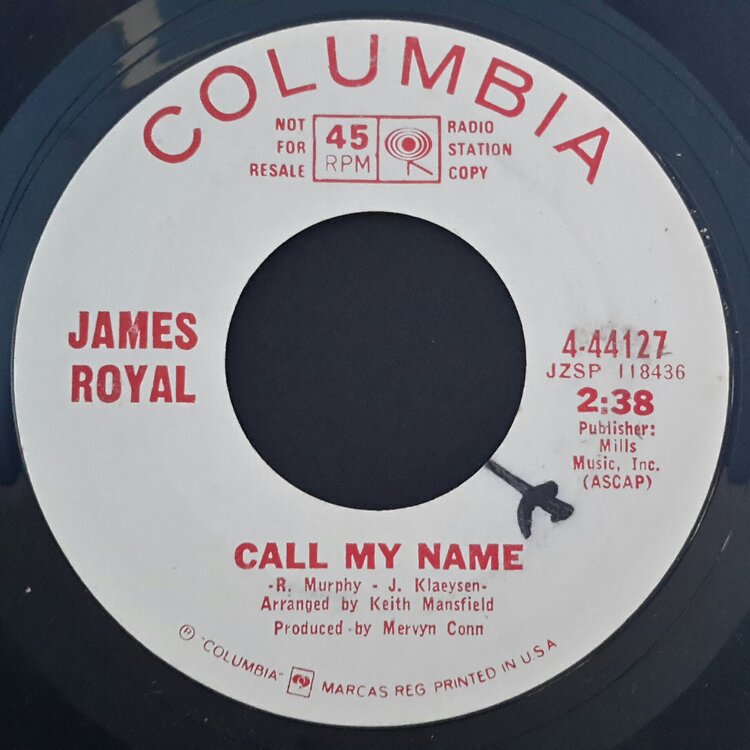 COLUMBIA
NOT
FOR
RESALE
45
RPM
RADIO
STATION
COPY
JAMES
ROYAL
4-44127
JZSP 118436
2:38
Publisher:
Mills
Music, Inc.
(ASCAP)
CALL MY NAME
-R. Murphy - J. Klaeysen-
Arranged by Keith Mansfield
Produced by Mervyn Conn
Ⓡ "COLUMBIA" MARCAS REG PRINTED IN U.S.A